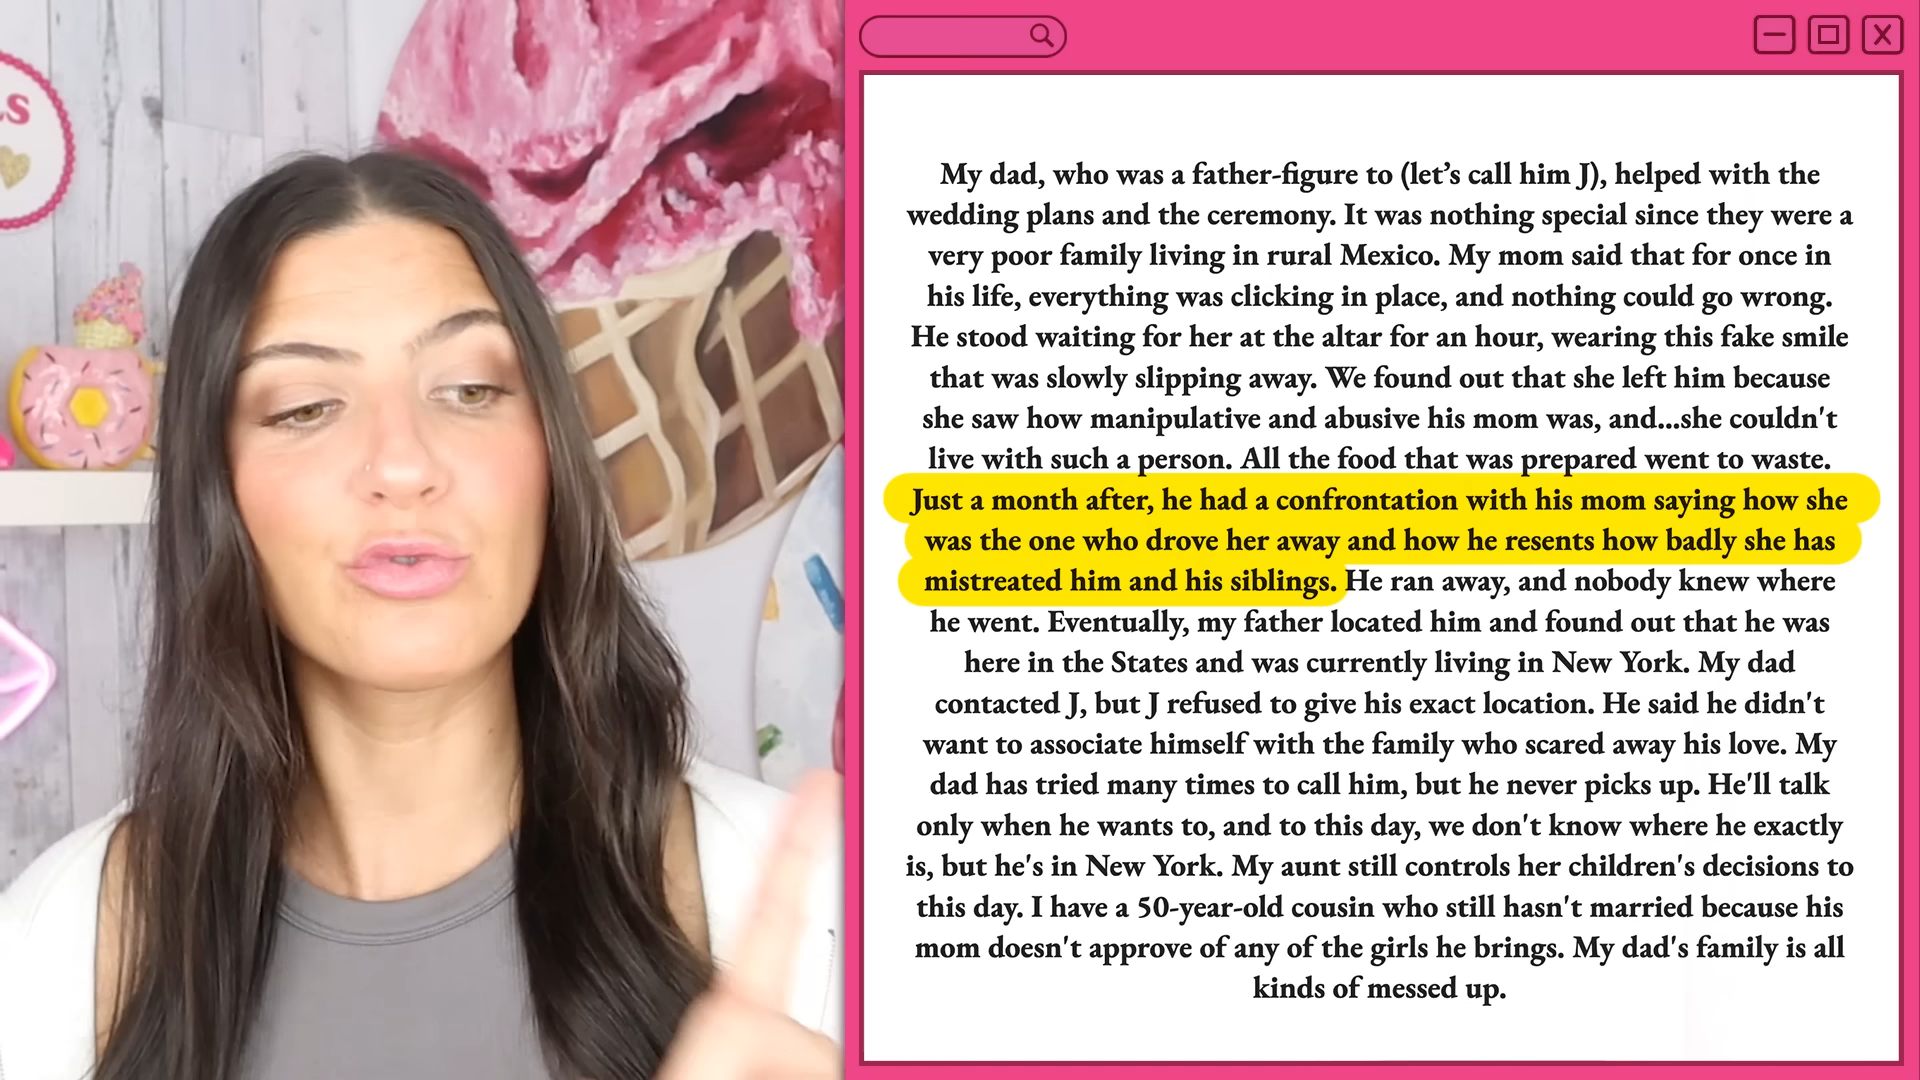 My dad, who was a father-figure to (let’s call him J), helped with the
wedding plans and the ceremony. It was nothing special since they were a
very poor family living in rural Mexico. My mom said that for once in
his life, everything was clicking in place, and nothing could go wrong.
He stood waiting for her at the altar for an hour, wearing this fake smile
that was slowly slipping away. We found out that she left him because
she saw how manipulative and abusive his mom was, and...she couldn't
live with such a person. All the food that was prepared went to waste.
Just a month after, he had a confrontation with his mom saying how she
was the one who drove her away and how he resents how badly she has
mistreated him and his siblings. He ran away, and nobody knew where
he went. Eventually, my father located him and found out that he was
here in the States and was currently living in New York. My dad
contacted J, but J refused to give his exact location. He said he didn't
want to associate himself with the family who scared away his love. My
dad has tried many times to call him, but he never picks up. He'll talk
only when he wants to, and to this day, we don't know where he exactly
is, but he's in New York. My aunt still controls her children's decisions to
this day. I have a 50-year-old cousin who still hasn't married because his
mom doesn't approve of any of the girls he brings. My dad's family is all
kinds of messed up.